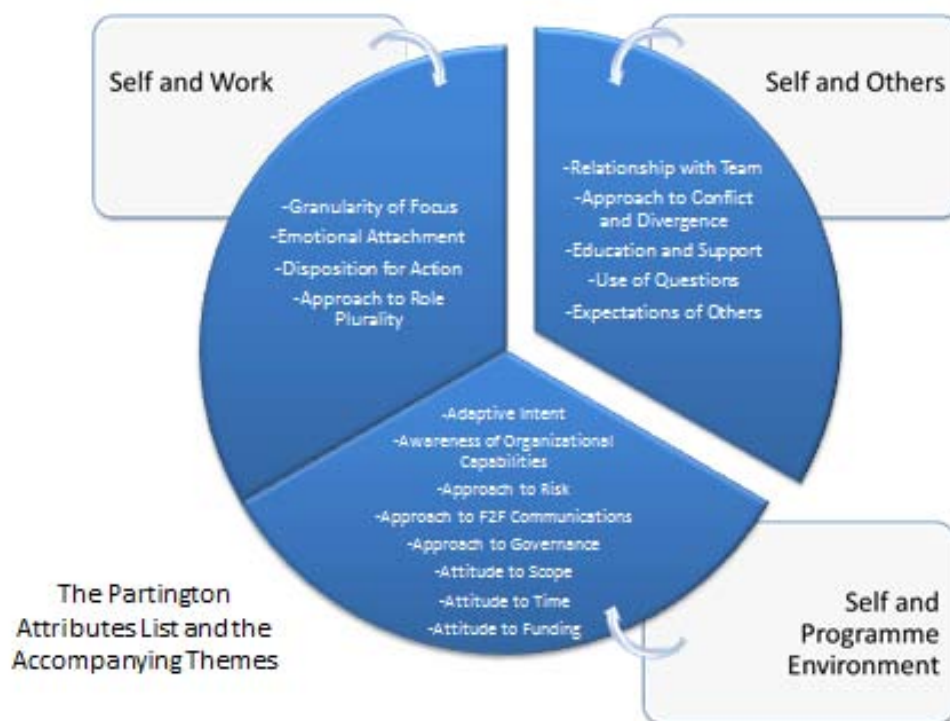 Self and Work
Self and Others
-Granularity of Focus
-Emotional Attachment
-Disposition for Action
-Approach to Role
Plurality
-Relationship with Team
-Approach to Conflict
and Divergence
-Education and Support
-Use of Questions
-Expectations of Others
-Adaptive Intent
-Awareness of Organizational
Capabilities
-Approach to Risk
-Approach to F2F Communications
-Approach to Governance
-Attitude to Scope
-Attitude to Time
-Attitude to Funding
The Partington
Attributes List and the
Accompanying Themes
Self and
Programme
Environment